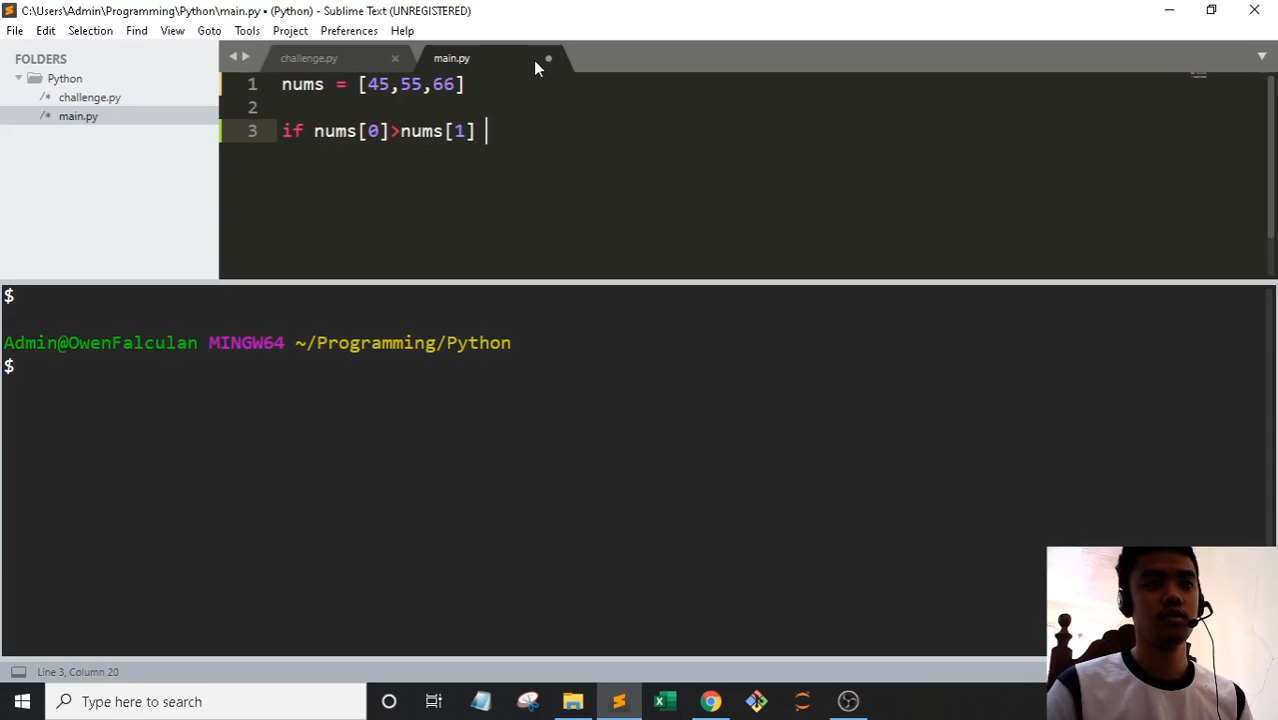 C:\Users\Admin\Programming\Python\main.py • (Python) - Sublime Text (UNREGISTERED)
File Edit Selection Find View Goto Tools Project Preferences Help
FOLDERS
Python
/* challenge.py
/* main.py
challenge.py × main.py
1 nums = [45,55,66]
2
3 if nums[0]>nums[1]
$
Admin@OwenFalculan MINGW64 ~/Programming/Python
$
Line 3, Column 20
Type here to search